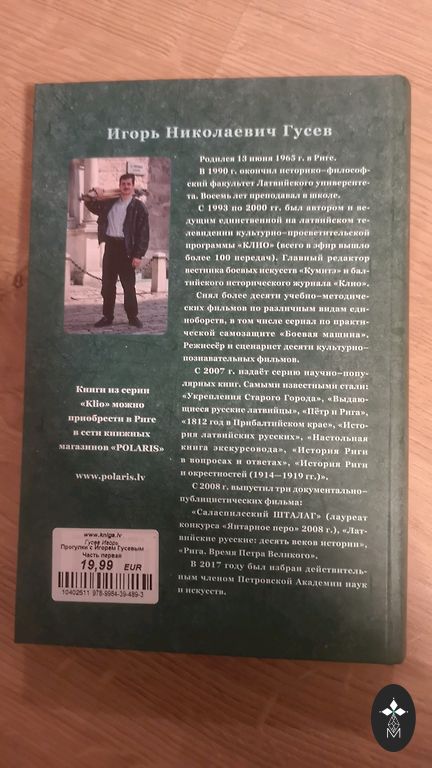 Игорь Николаевич Гусев
Родился 13 июня 1965 г. в Риге.
В 1990 г. окончил историко-философ-
ский факультет Латвийского университе-
та. Восемь лет преподавал в школе.
С 1993 по 2000 гг. был автором и ве-
дущим единственной на латвийском те-
левидении культурно-просветительской
программы «КЛИО» (всего в эфир вышло
более 100 передач). Главный редактор
вестника боевых искусств «Кумитэ» и бал-
тийского исторического журнала «Клио».
Снял более десяти учебно-методиче-
ских фильмов по различным видам еди-
ноборств, в том числе сериал по практи-
ческой самозащите «Боевая машина».
Режиссёр и сценарист десяти культурно-
познавательных фильмов.
С 2007 г. издаёт серию научно-попу-
лярных книг. Самыми известными стали:
«Укрепления Старого Города», «Выдаю-
щиеся русские латвийцы», «Пётр и Рига»,
«1812 год в Прибалтийском крае», «Исто-
рия латвийских русских», «Настольная
книга экскурсовода», «История Риги
в вопросах и ответах», «История Риги
и окрестностей (1914–1919 гг.)».
С 2008 г. выпустил три документально-
публицистических фильма:
«Саласпилсский ШТАЛАГ» (лауреат
конкурса «Янтарное перо» 2008 г.), «Лат-
вийские русские: десять веков истории»,
«Рига. Время Петра Великого».
В 2017 году был избран действитель-
ным членом Петровской Академии наук
и искусств.
Книги из серии
«Klio» можно
приобрести в Риге
в сети книжных
магазинов «POLARIS»
www.polaris.lv
www.kniga.lv
Гусев Игорь
Прогулки с Игорем Гусевым.
Часть первая
19,99 EUR
10402511 978-9984-39-489-3
M